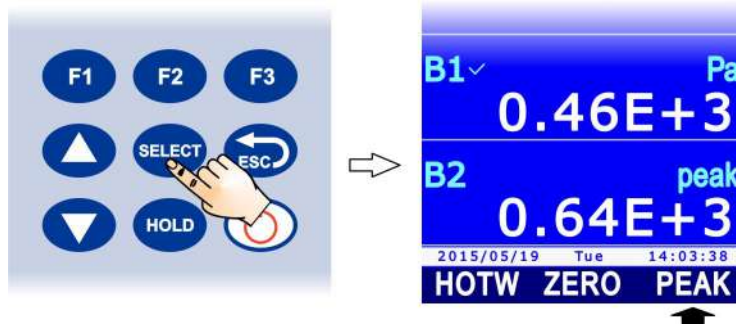 F1 F2 F3
SELECT ESC
HOLD
B1✓ Pa
0.46E+3
B2 peak
0.64E+3
2015/05/19 Tue 14:03:38
HOTW ZERO PEAK